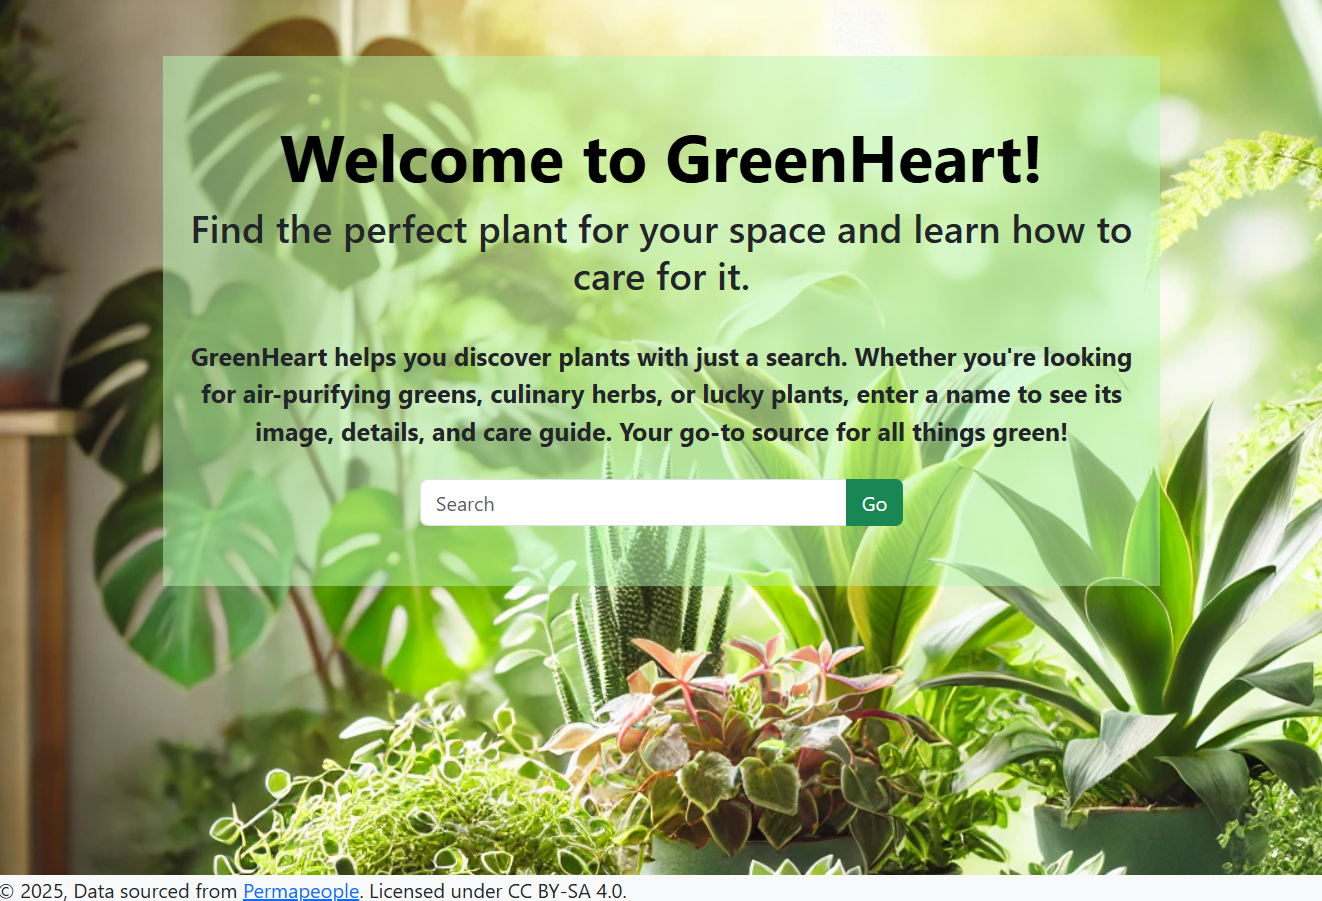 Welcome to GreenHeart!
Find the perfect plant for your space and learn how to
care for it.
GreenHeart helps you discover plants with just a search. Whether you're looking
for air-purifying greens, culinary herbs, or lucky plants, enter a name to see its
image, details, and care guide. Your go-to source for all things green!
Search Go
© 2025, Data sourced from Permapeople. Licensed under CC BY-SA 4.0.